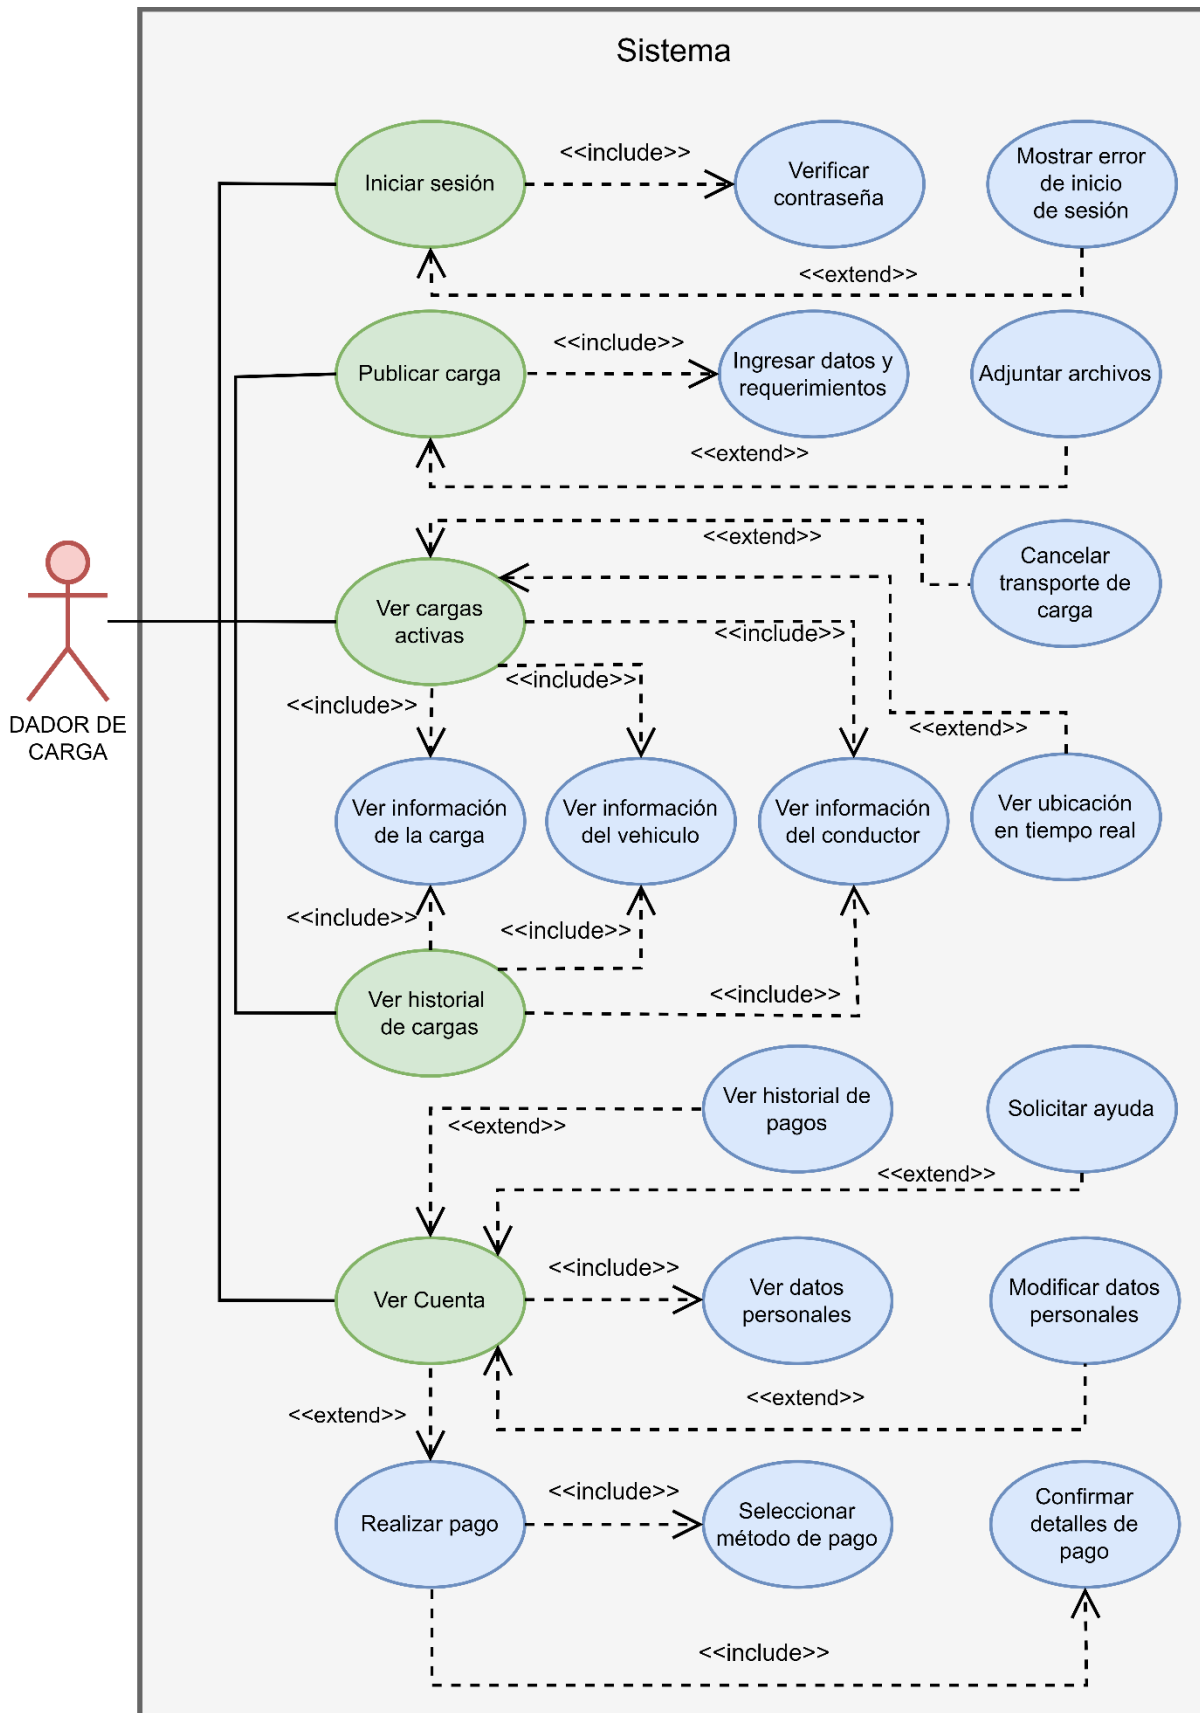 Sistema
Iniciar sesión
<<include>>
Verificar
contraseña
Mostrar error
de inicio
de sesión
<<extend>>
Publicar carga
<<include>>
Ingresar datos y
requerimientos
Adjuntar archivos
<<extend>>
<<extend>>
Cancelar
transporte de
carga
Ver cargas
activas
<<include>>
<<include>>
<<include>>
DADOR DE
CARGA
<<extend>>
Ver información
de la carga
Ver información
del vehiculo
Ver información
del conductor
Ver ubicación
en tiempo real
<<include>>
<<include>>
<<include>>
Ver historial
de cargas
Ver historial de
pagos
Solicitar ayuda
<<extend>>
<<extend>>
Ver Cuenta
<<include>>
Ver datos
personales
Modificar datos
personales
<<extend>>
<<extend>>
Realizar pago
<<include>>
Seleccionar
método de pago
Confirmar
detalles de
pago
<<include>>